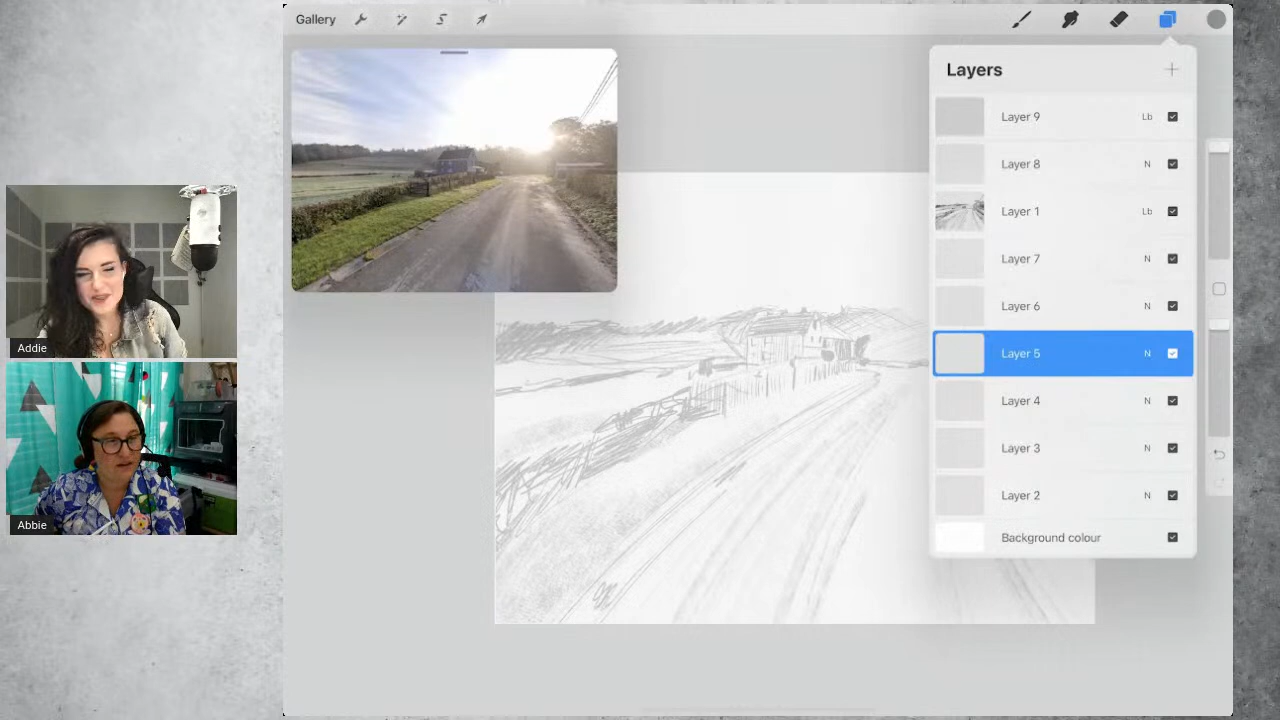 Gallery
Layers
Layer 9 Lb
Layer 8 N
Layer 1 Lb
Layer 7 N
Layer 6 N
Layer 5 N
Layer 4 N
Layer 3 N
Layer 2 N
Background colour
Addie
Abbie